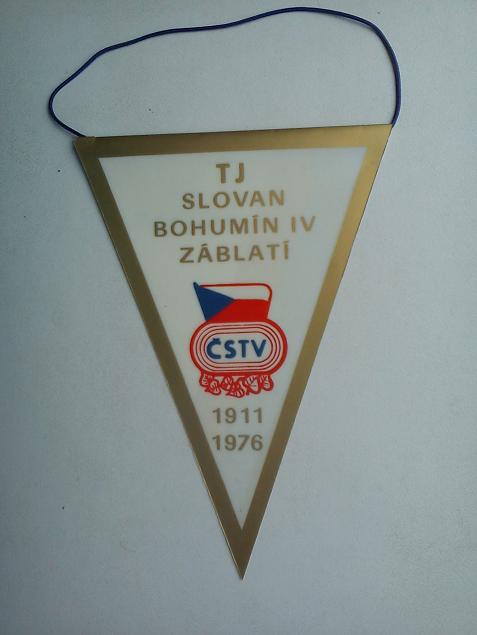 TJ
SLOVAN
BOHUMÍN IV
ZÁBLATÍ
ČSTV
1911
1976